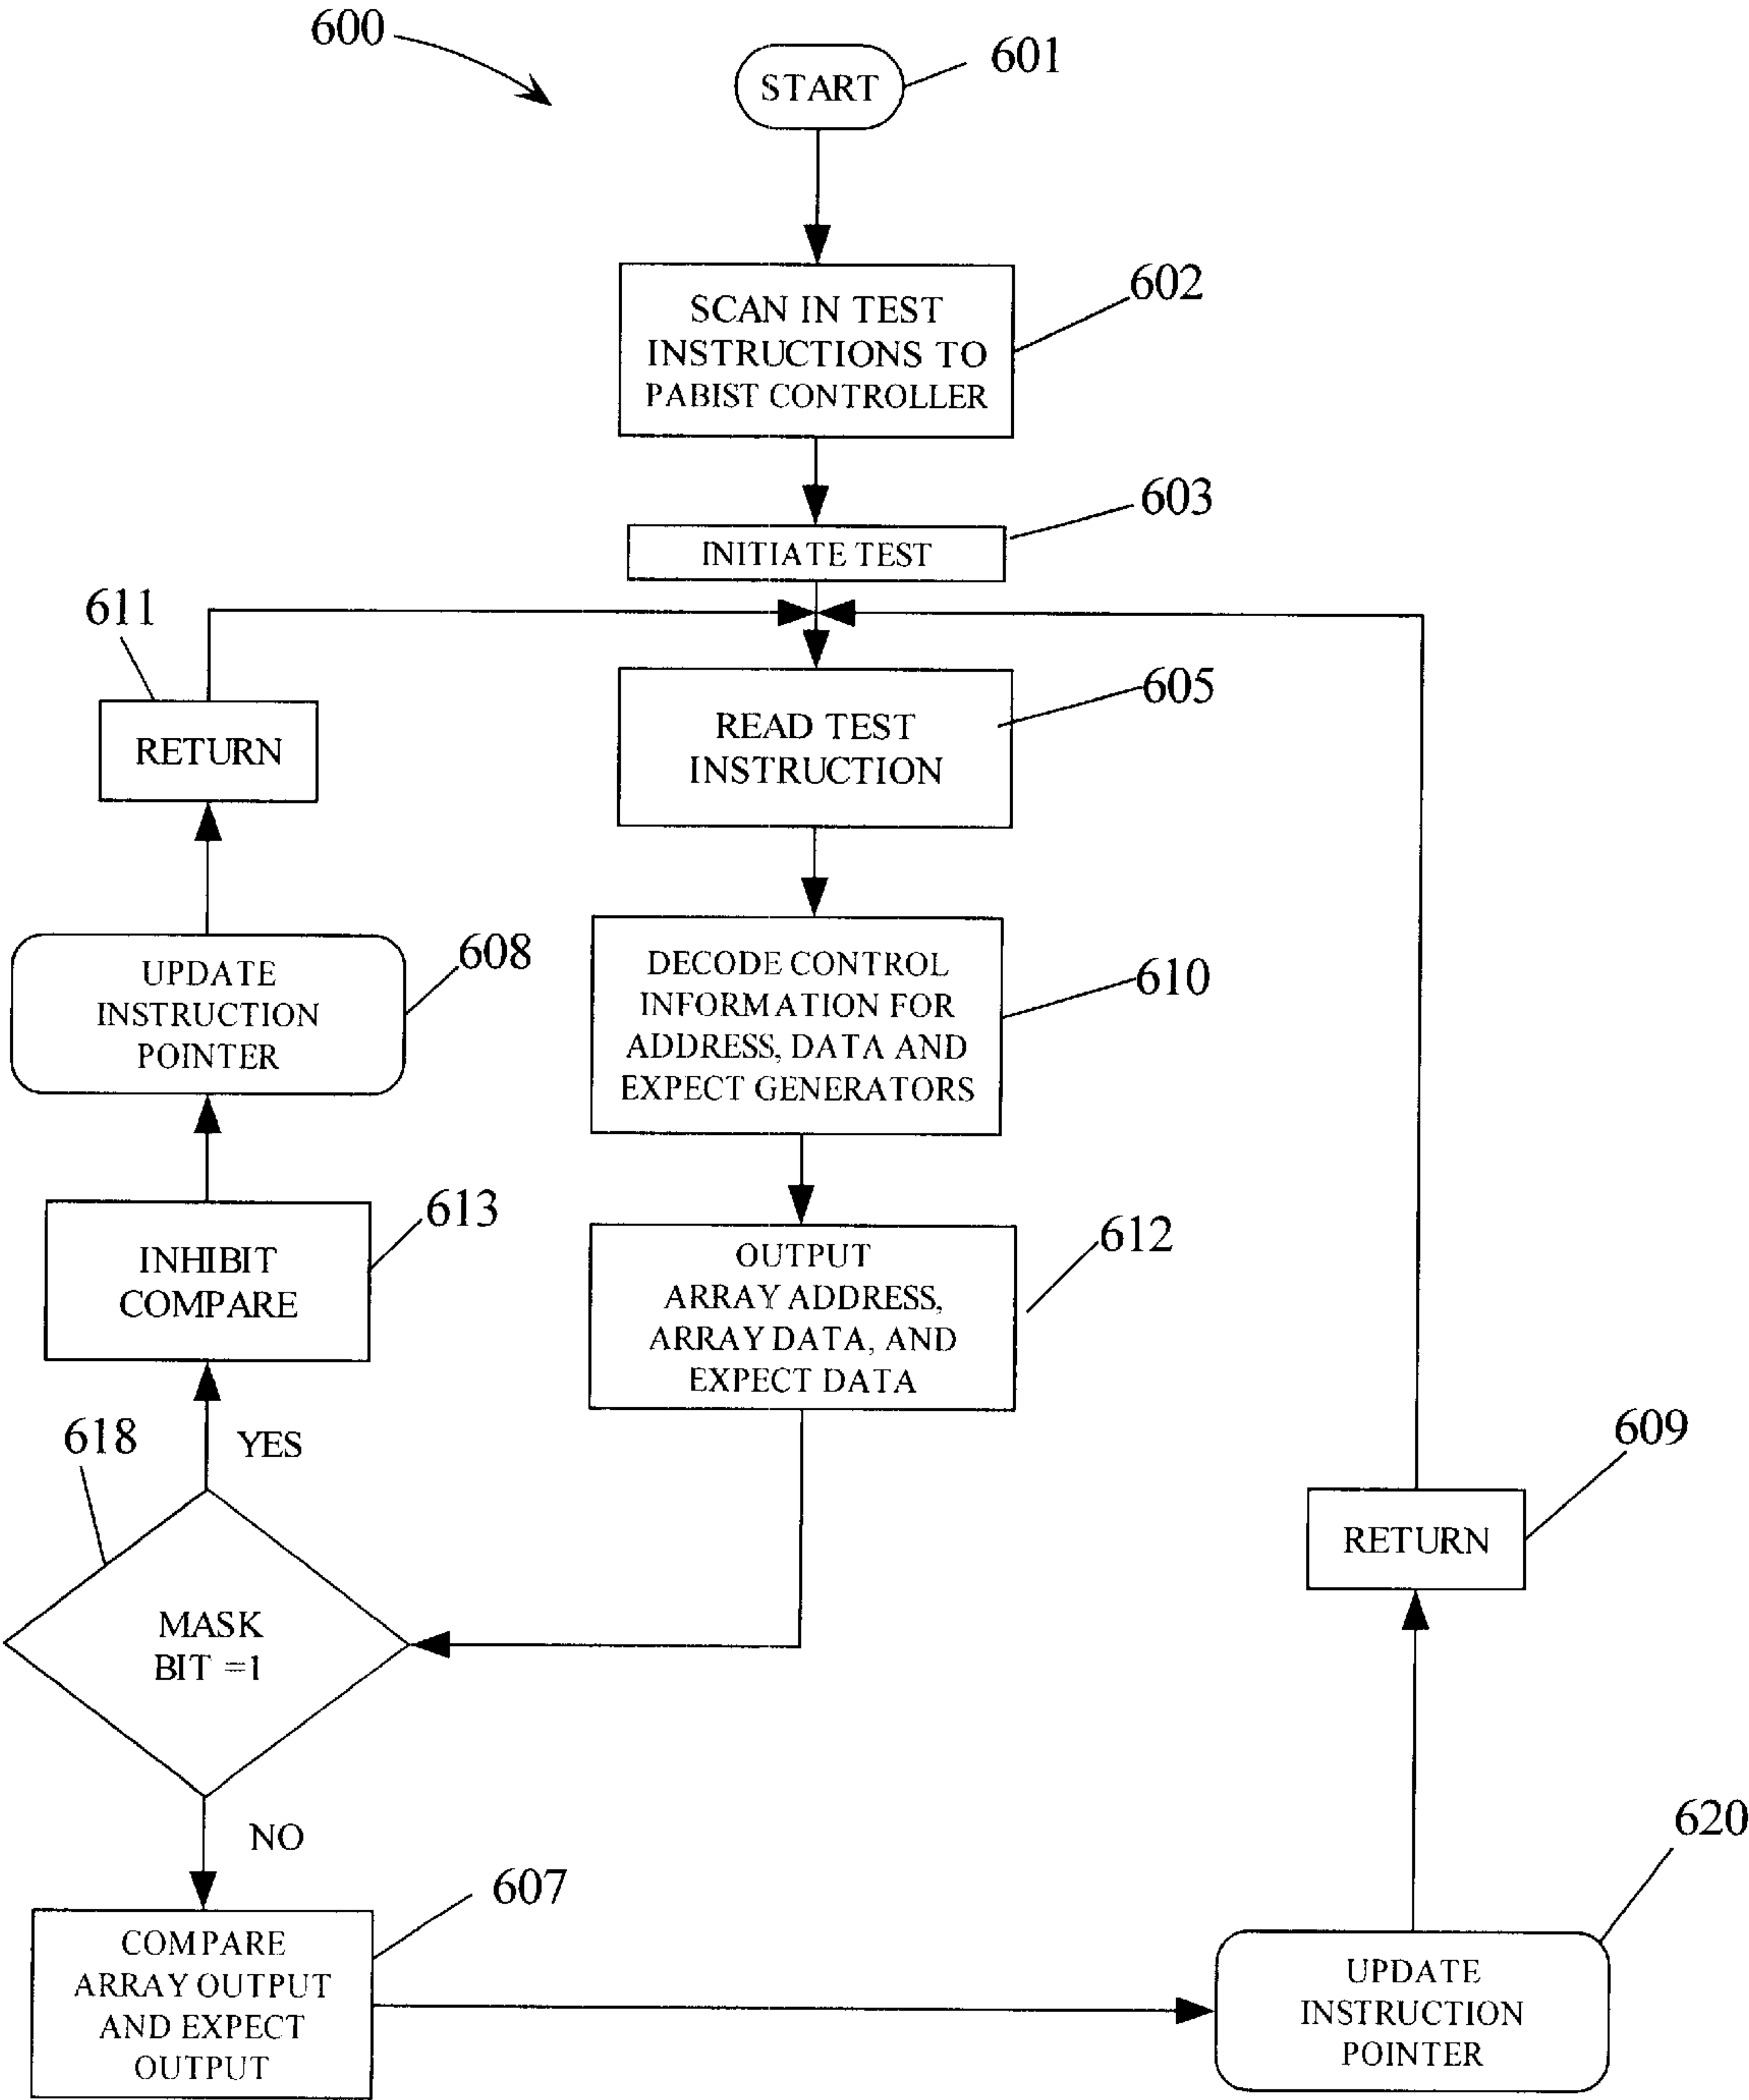 600
START
601
SCAN IN TEST
INSTRUCTIONS TO
PABIST CONTROLLER
602
INITIATE TEST
603
611
RETURN
READ TEST
INSTRUCTION
605
UPDATE
INSTRUCTION
POINTER
608
DECODE CONTROL
INFORMATION FOR
ADDRESS, DATA AND
EXPECT GENERATORS
610
INHIBIT
COMPARE
613
OUTPUT
ARRAY ADDRESS,
ARRAY DATA, AND
EXPECT DATA
612
618
YES
MASK
BIT =1
NO
609
RETURN
COMPARE
ARRAY OUTPUT
AND EXPECT
OUTPUT
607
620
UPDATE
INSTRUCTION
POINTER